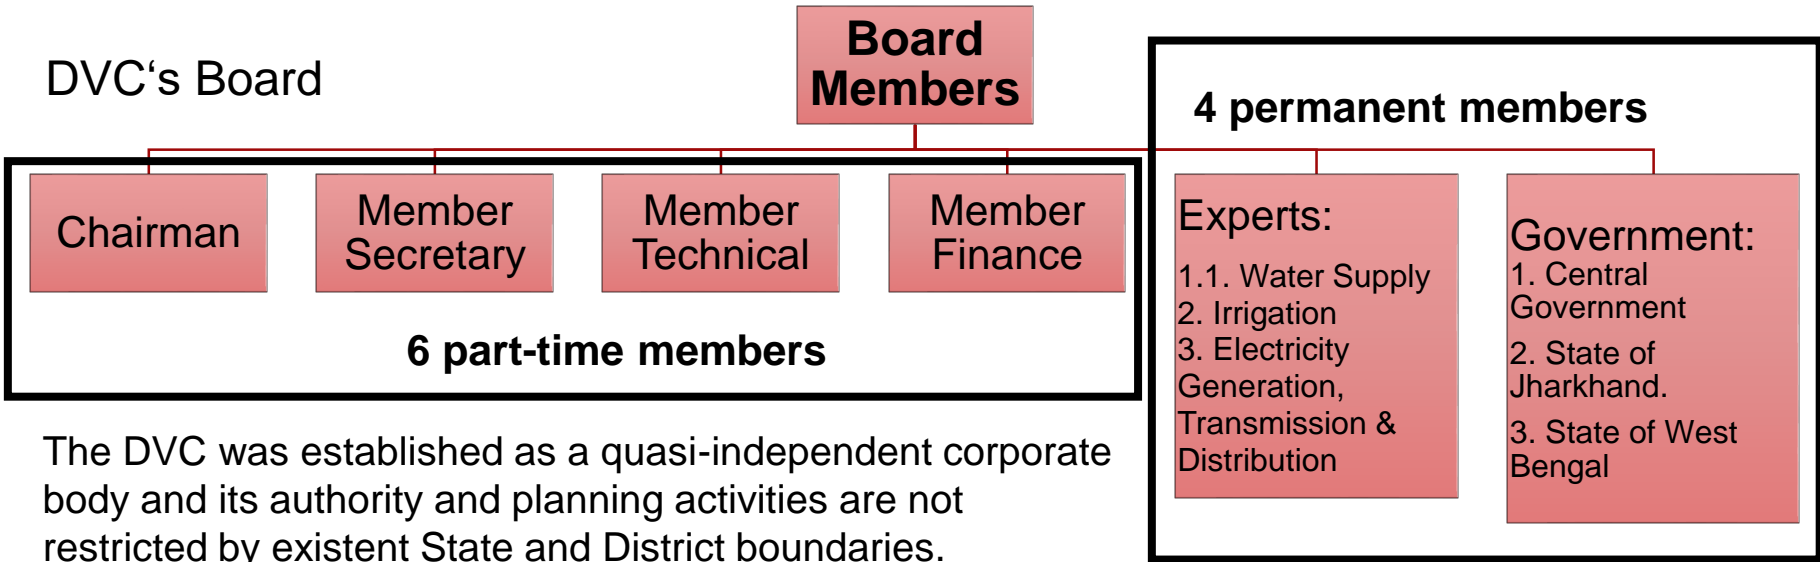 DVC‘s Board
Board
Members
4 permanent members
Chairman
Member
Secretary
Member
Technical
Member
Finance
6 part-time members
Experts:
1.1. Water Supply
2. Irrigation
3. Electricity
Generation,
Transmission &
Distribution
Government:
1. Central
Government
2. State of
Jharkhand.
3. State of West
Bengal
The DVC was established as a quasi-independent corporate
body and its authority and planning activities are not
restricted by existent State and District boundaries.